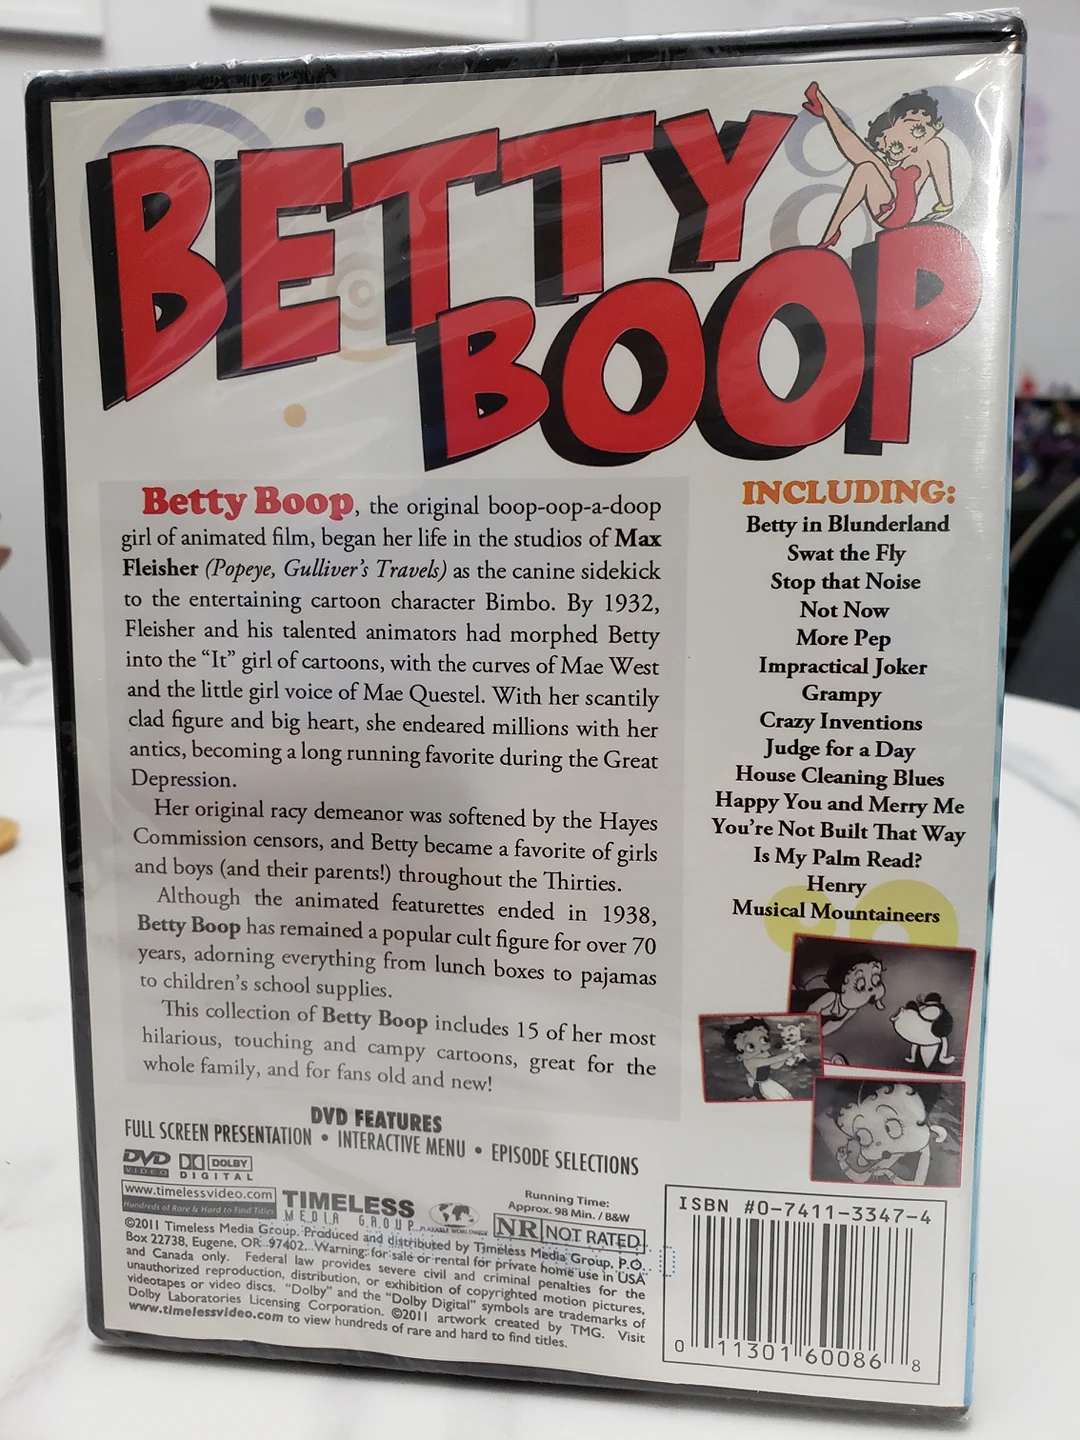 BETTY
BOOP
Betty Boop, the original boop-oop-a-doop
girl of animated film, began her life in the studios of Max
Fleisher (Popeye, Gulliver's Travels) as the canine sidekick
to the entertaining cartoon character Bimbo. By 1932,
Fleisher and his talented animators had morphed Betty
into the “It” girl of cartoons, with the curves of Mae West
and the little girl voice of Mae Questel. With her scantily
clad figure and big heart, she endeared millions with her
antics, becoming a long running favorite during the Great
Depression.
Her original racy demeanor was softened by the Hayes
Commission censors, and Betty became a favorite of girls
and boys (and their parents!) throughout the Thirties.
Although the animated featurettes ended in 1938,
Betty Boop has remained a popular cult figure for over 70
years, adorning everything from lunch boxes to pajamas
to children's school supplies.
This collection of Betty Boop includes 15 of her most
hilarious, touching and campy cartoons, great for the
whole family, and for fans old and new!
INCLUDING:
Betty in Blunderland
Swat the Fly
Stop that Noise
Not Now
More Pep
Impractical Joker
Grampy
Crazy Inventions
Judge for a Day
House Cleaning Blues
Happy You and Merry Me
You're Not Built That Way
Is My Palm Read?
Henry
Musical Mountaineers
DVD FEATURES
FULL SCREEN PRESENTATION • INTERACTIVE MENU • EPISODE SELECTIONS
DVD VIDEO
DOLBY DIGITAL
www.timelessvideo.com
Hundreds of Rare & Hard to Find Titles
TIMELESS
MEDIA GROUP
PLAYABLE WORLDWIDE
Running Time:
Approx. 98 Min. / B&W
NR NOT RATED
©2011 Timeless Media Group. Produced and distributed by Timeless Media Group, P.O.
Box 22738, Eugene, OR 97402. Warning: for sale or rental for private home use in USA
and Canada only. Federal law provides severe civil and criminal penalties for the
unauthorized reproduction, distribution, or exhibition of copyrighted motion pictures,
videotapes or video discs. “Dolby” and the “Dolby Digital” symbols are trademarks of
Dolby Laboratories Licensing Corporation. ©2011 artwork created by TMG. Visit
www.timelessvideo.com to view hundreds of rare and hard to find titles.
ISBN #0-7411-3347-4
0 11301 60086 8